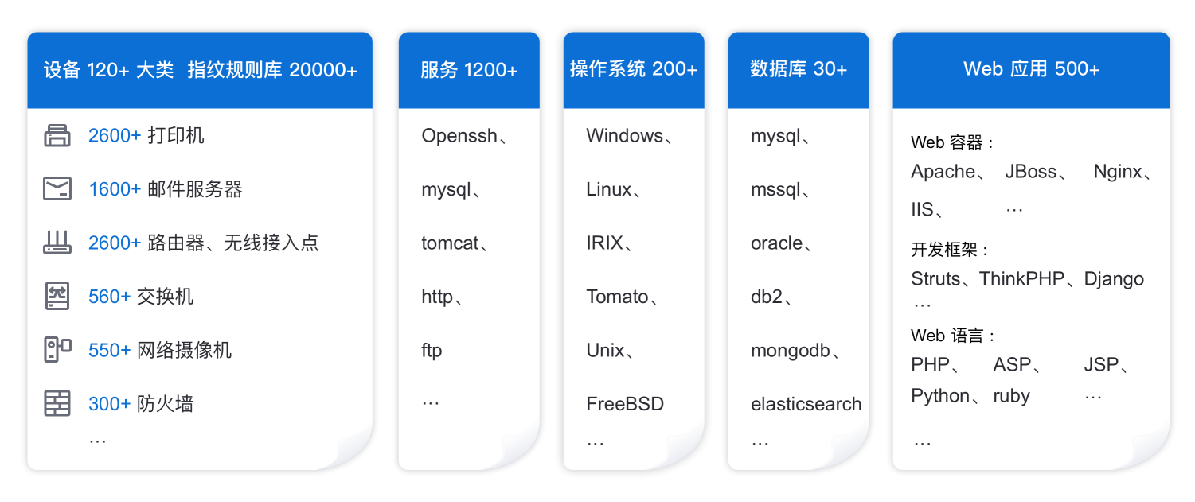 设备 120+ 大类 指纹规则库 20000+
2600+ 打印机
1600+ 邮件服务器
2600+ 路由器、无线接入点
560+ 交换机
550+ 网络摄像机
300+ 防火墙
...
服务 1200+
Openssh、
mysql、
tomcat、
http、
ftp
...
操作系统 200+
Windows、
Linux、
IRIX、
Tomato、
Unix、
FreeBSD
...
数据库 30+
mysql、
mssql、
oracle、
db2、
mongodb、
elasticsearch
...
Web 应用 500+
Web 容器：
Apache、 JBoss、 Nginx、
IIS、 ...
开发框架：
Struts、ThinkPHP、Django
...
Web 语言：
PHP、 ASP、 JSP、
Python、 ruby ...
...